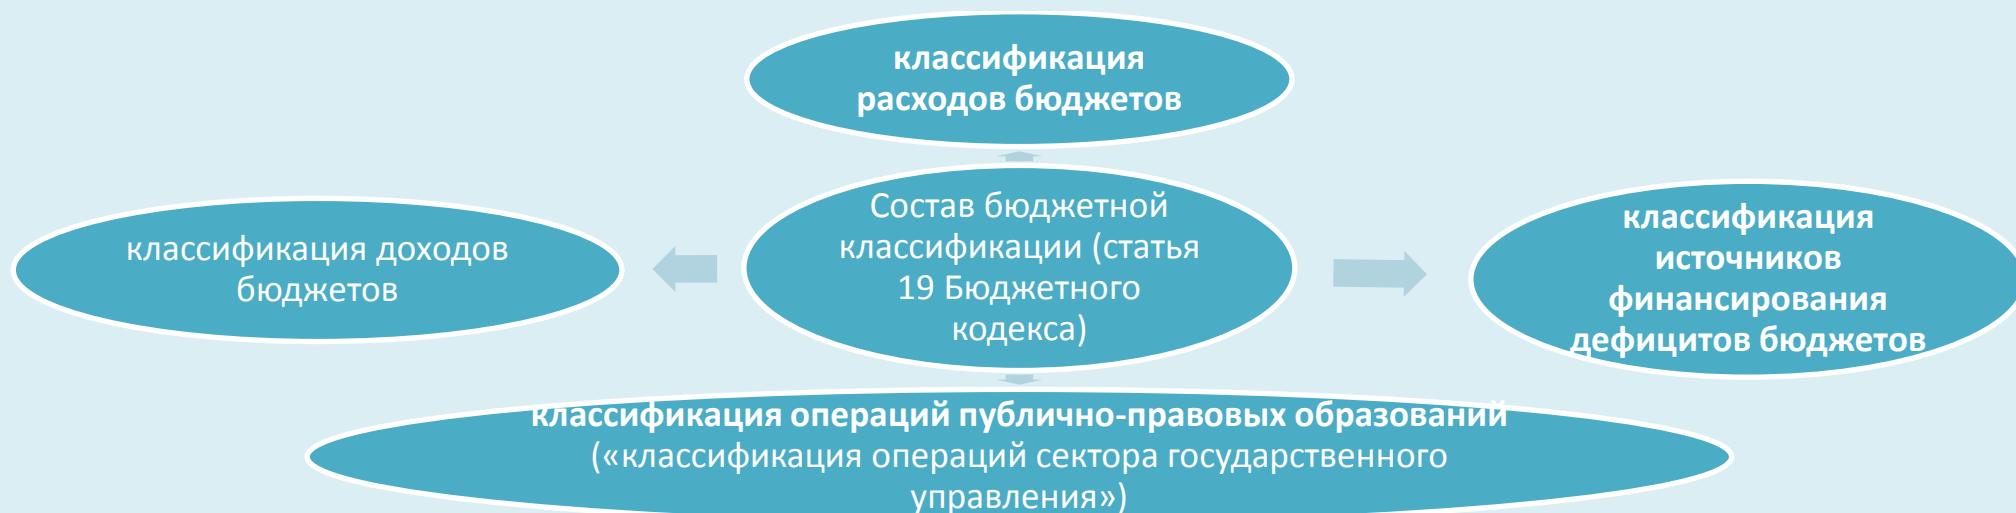 классификация
расходов бюджетов
классификация доходов
бюджетов
Состав бюджетной
классификации (статья
19 Бюджетного
кодекса)
классификация
источников
финансирования
дефицитов бюджетов
классификация операций публично-правовых образований
(«классификация операций сектора государственного
управления»)